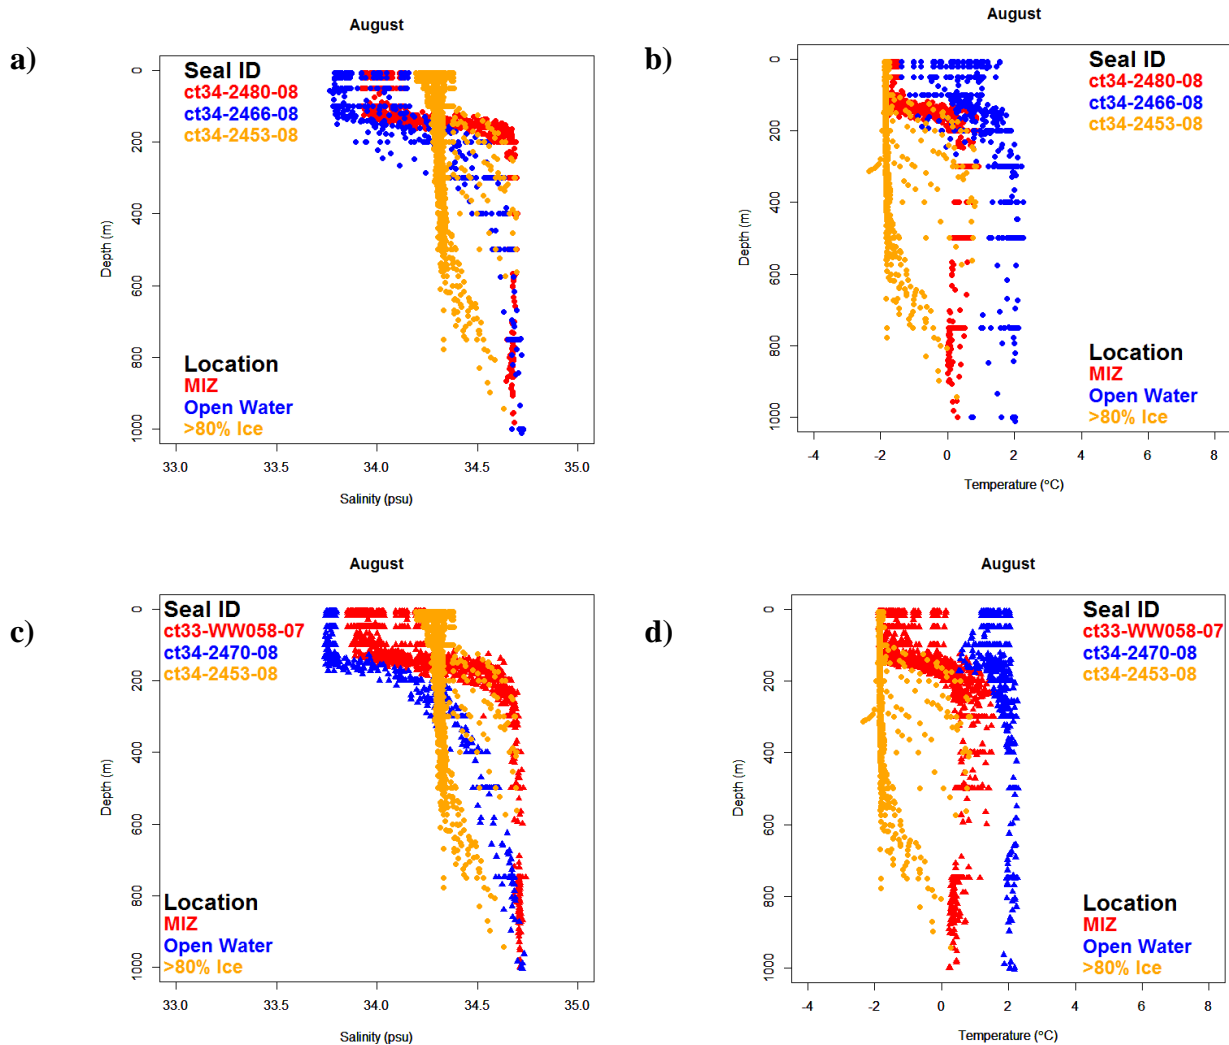 August
a)
Seal ID
ct34-2480-08
ct34-2466-08
ct34-2453-08
Location
MIZ
Open Water
>80% Ice
0
200
400
600
800
1000
Depth (m)
33.0
33.5
34.0
34.5
35.0
Salinity (psu)
August
b)
Seal ID
ct34-2480-08
ct34-2466-08
ct34-2453-08
Location
MIZ
Open Water
>80% Ice
0
200
400
600
800
1000
Depth (m)
-4
-2
0
2
4
6
8
Temperature (°C)
August
c)
Seal ID
ct33-WW058-07
ct34-2470-08
ct34-2453-08
Location
MIZ
Open Water
>80% Ice
0
200
400
600
800
1000
Depth (m)
33.0
33.5
34.0
34.5
35.0
Salinity (psu)
August
d)
Seal ID
ct33-WW058-07
ct34-2470-08
ct34-2453-08
Location
MIZ
Open Water
>80% Ice
0
200
400
600
800
1000
Depth (m)
-4
-2
0
2
4
6
8
Temperature (°C)